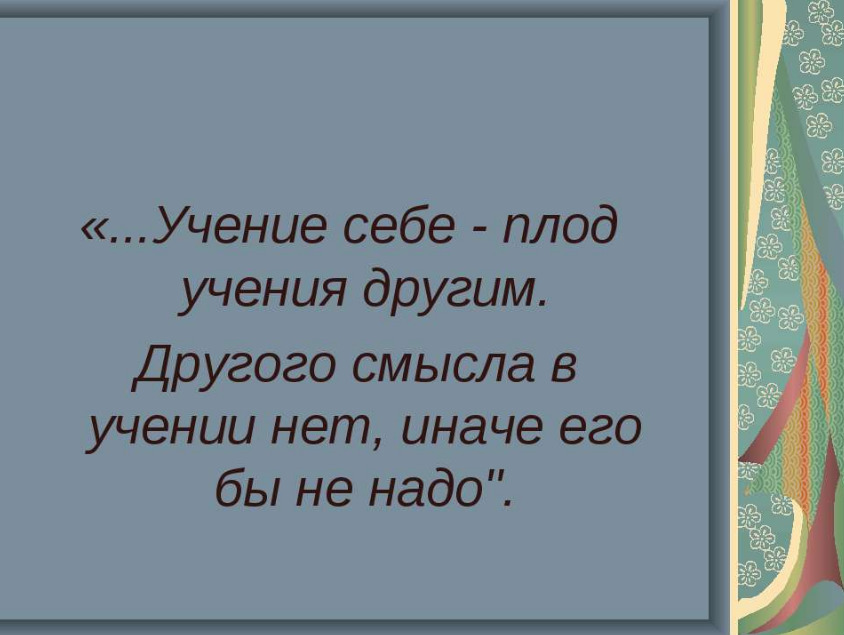 «...Учение себе - плод
учения другим.
Другого смысла в
учении нет, иначе его
бы не надо".